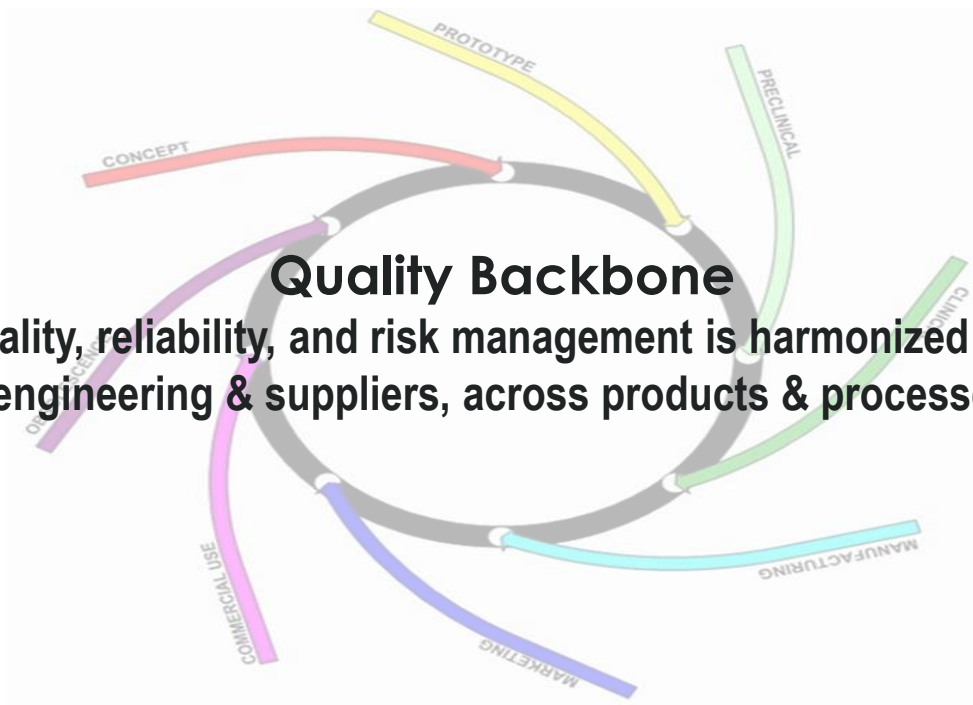 PROTOTYPE
PRECLINICAL
CONCEPT
Quality Backbone
ality, reliability, and risk management is harmonized
engineering & suppliers, across products & process
MANUFACTURING
COMMERCIAL USE
MARKETING